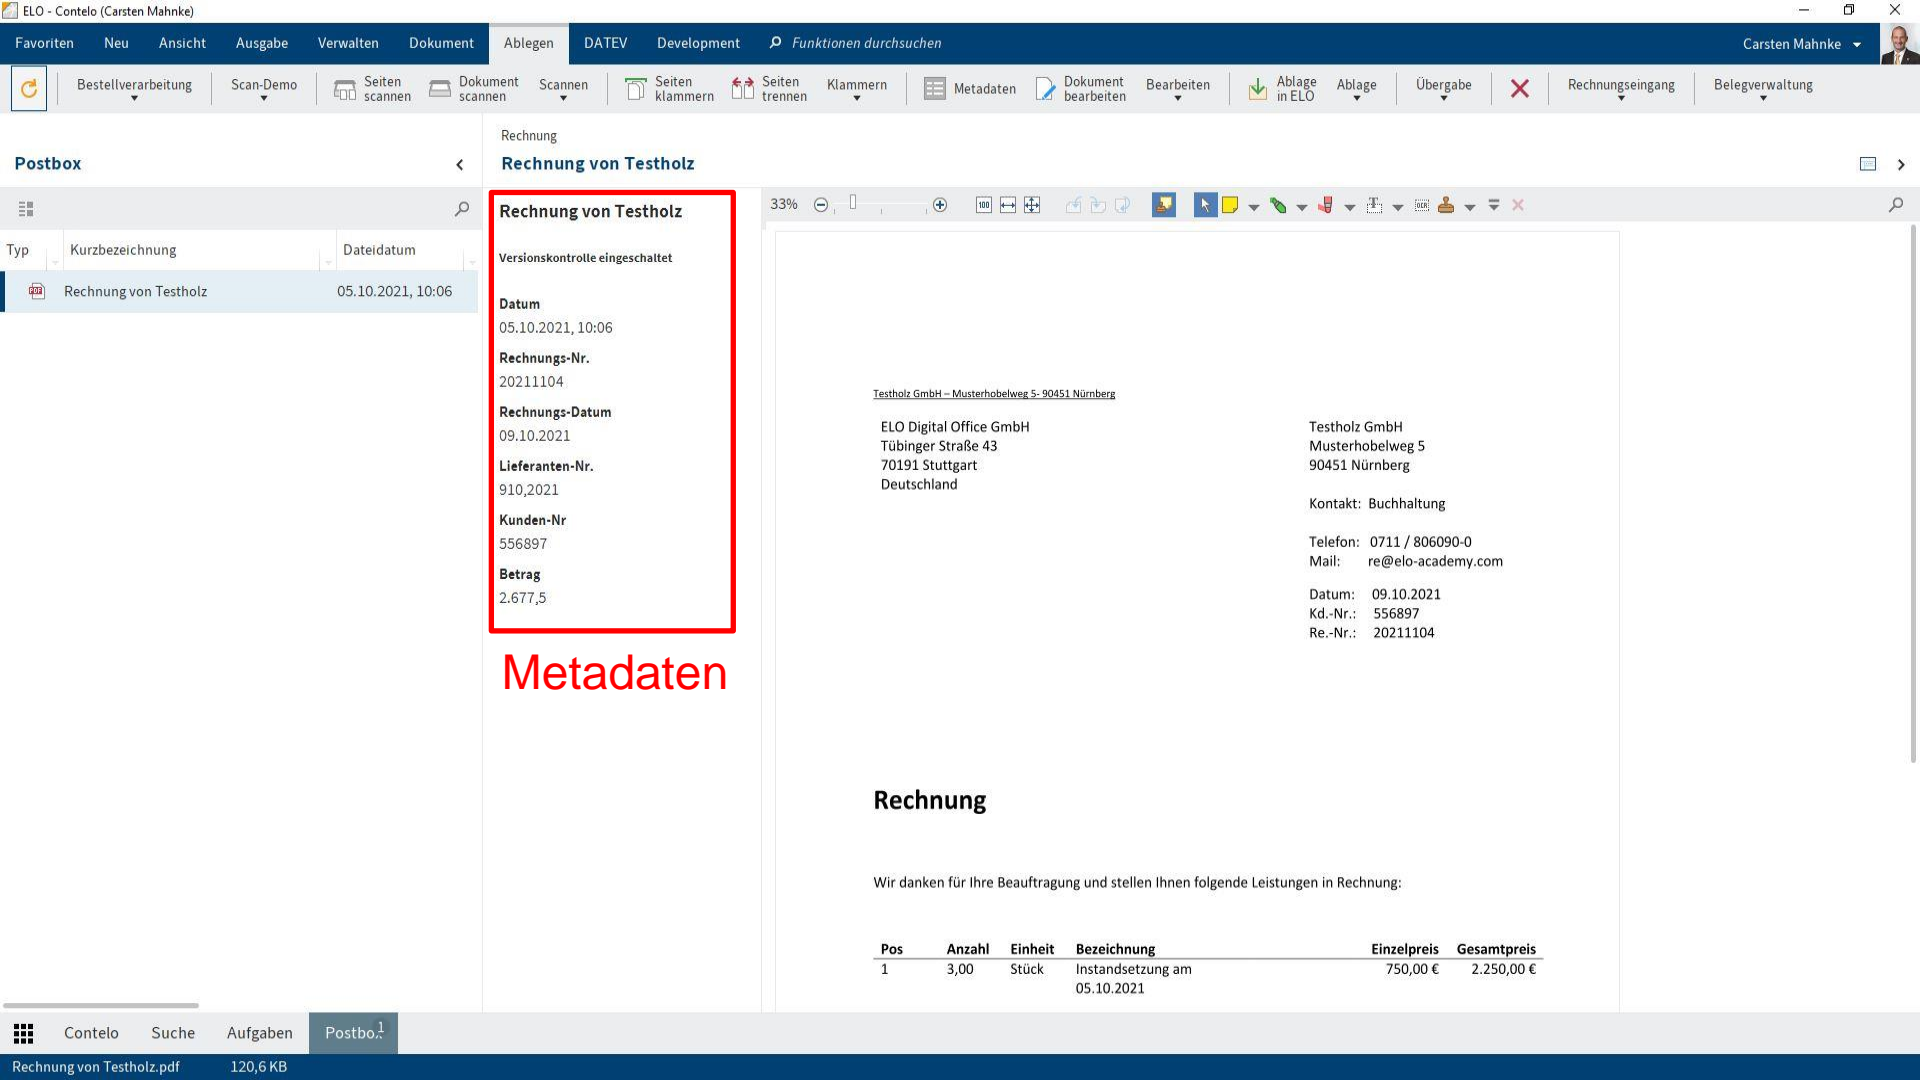 ELO - Contelo (Carsten Mahnke)
Favoriten Neu Ansicht Ausgabe Verwalten Dokument Ablegen DATEV Development Funktionen durchsuchen Carsten Mahnke
Bestellverarbeitung Scan-Demo Seiten scannen Dokument scannen Scannen Seiten klammern Seiten trennen Klammern Metadaten Dokument bearbeiten Bearbeiten Ablage in ELO Ablage Übergabe Rechnungseingang Belegverwaltung
Postbox
Typ Kurzbezeichnung Dateidatum
PDF Rechnung von Testholz 05.10.2021, 10:06
Rechnung
Rechnung von Testholz
Rechnung von Testholz
Versionskontrolle eingeschaltet
Datum
05.10.2021, 10:06
Rechnungs-Nr.
20211104
Rechnungs-Datum
09.10.2021
Lieferanten-Nr.
910,2021
Kunden-Nr
556897
Betrag
2.677,5
Metadaten
33% 100 T OCR
Testholz GmbH – Musterhobelweg 5- 90451 Nürnberg
ELO Digital Office GmbH
Tübinger Straße 43
70191 Stuttgart
Deutschland
Testholz GmbH
Musterhobelweg 5
90451 Nürnberg
Kontakt: Buchhaltung
Telefon: 0711 / 806090-0
Mail: re@elo-academy.com
Datum: 09.10.2021
Kd.-Nr.: 556897
Re.-Nr.: 20211104
Rechnung
Wir danken für Ihre Beauftragung und stellen Ihnen folgende Leistungen in Rechnung:
Pos Anzahl Einheit Bezeichnung Einzelpreis Gesamtpreis
1 3,00 Stück Instandsetzung am 750,00 € 2.250,00 €
05.10.2021
Contelo Suche Aufgaben Postbox 1
Rechnung von Testholz.pdf 120,6 KB